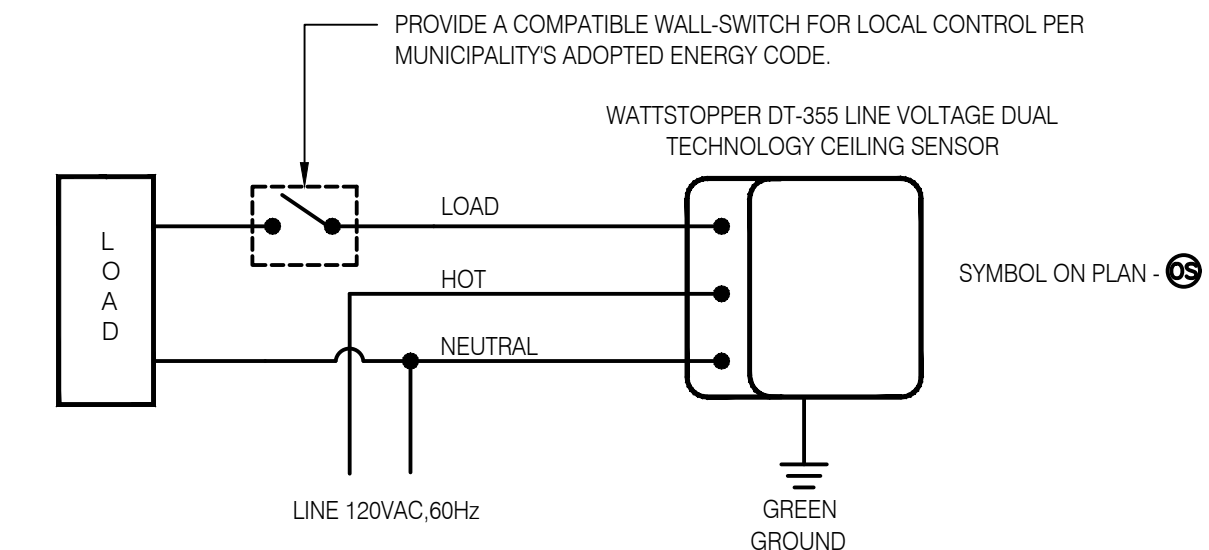 PROVIDE A COMPATIBLE WALL-SWITCH FOR LOCAL CONTROL PER
MUNICIPALITY'S ADOPTED ENERGY CODE.
WATTSTOPPER DT-355 LINE VOLTAGE DUAL
TECHNOLOGY CEILING SENSOR
L
O
A
D
LOAD
HOT
NEUTRAL
SYMBOL ON PLAN - OS
LINE 120VAC,60Hz
GREEN
GROUND